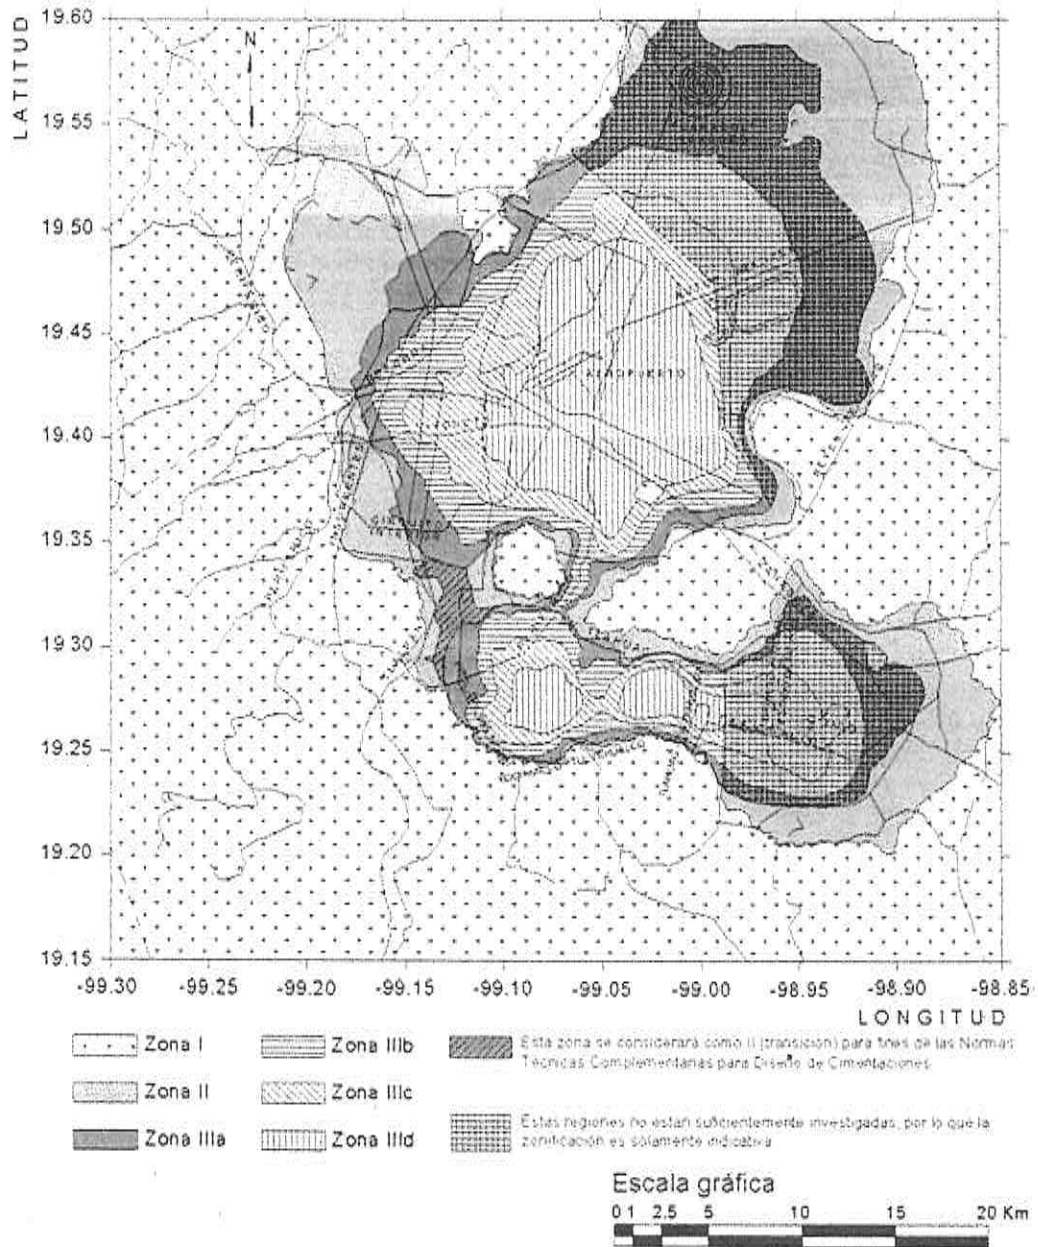 LATITUD
19.60
19.55
19.50
19.45
19.40
19.35
19.30
19.25
19.20
19.15
N
AEROPUERTO
-99.30
-99.25
-99.20
-99.15
-99.10
-99.05
-99.00
-98.95
-98.90
-98.85
LONGITUD
Zona I
Zona II
Zona IIIa
Zona IIIb
Zona IIIc
Zona IIId
Esta zona se considerará como II (transición) para fines de las Normas
Técnicas Complementarias para Diseño de Cimentaciones
Estas regiones no están suficientemente investigadas, por lo que la
zonificación es solamente indicativa
Escala gráfica
0 1 2.5 5 10 15 20 Km